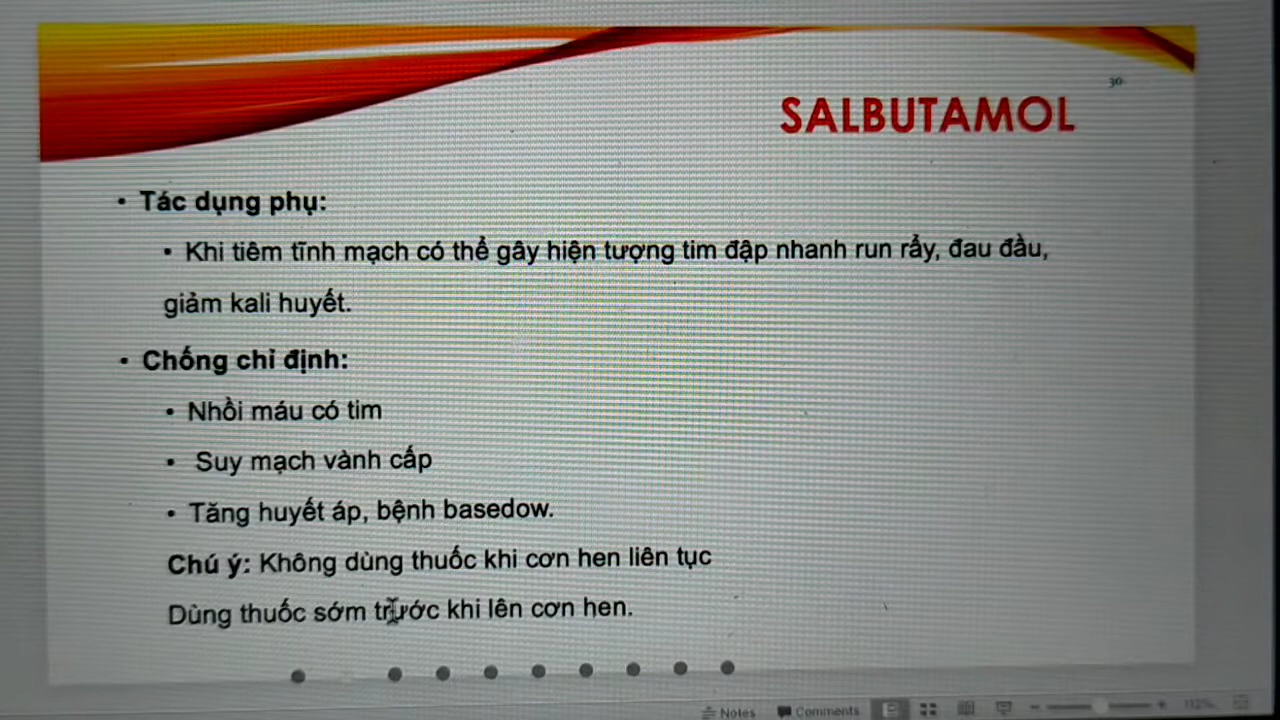 30
SALBUTAMOL
• Tác dụng phụ:
• Khi tiêm tĩnh mạch có thể gây hiện tượng tim đập nhanh run rẩy, đau đầu,
giảm kali huyết.
• Chống chỉ định:
• Nhồi máu có tim
• Suy mạch vành cấp
• Tăng huyết áp, bệnh basedow.
Chú ý: Không dùng thuốc khi cơn hen liên tục
Dùng thuốc sớm trước khi lên cơn hen.
Notes Comments 112%